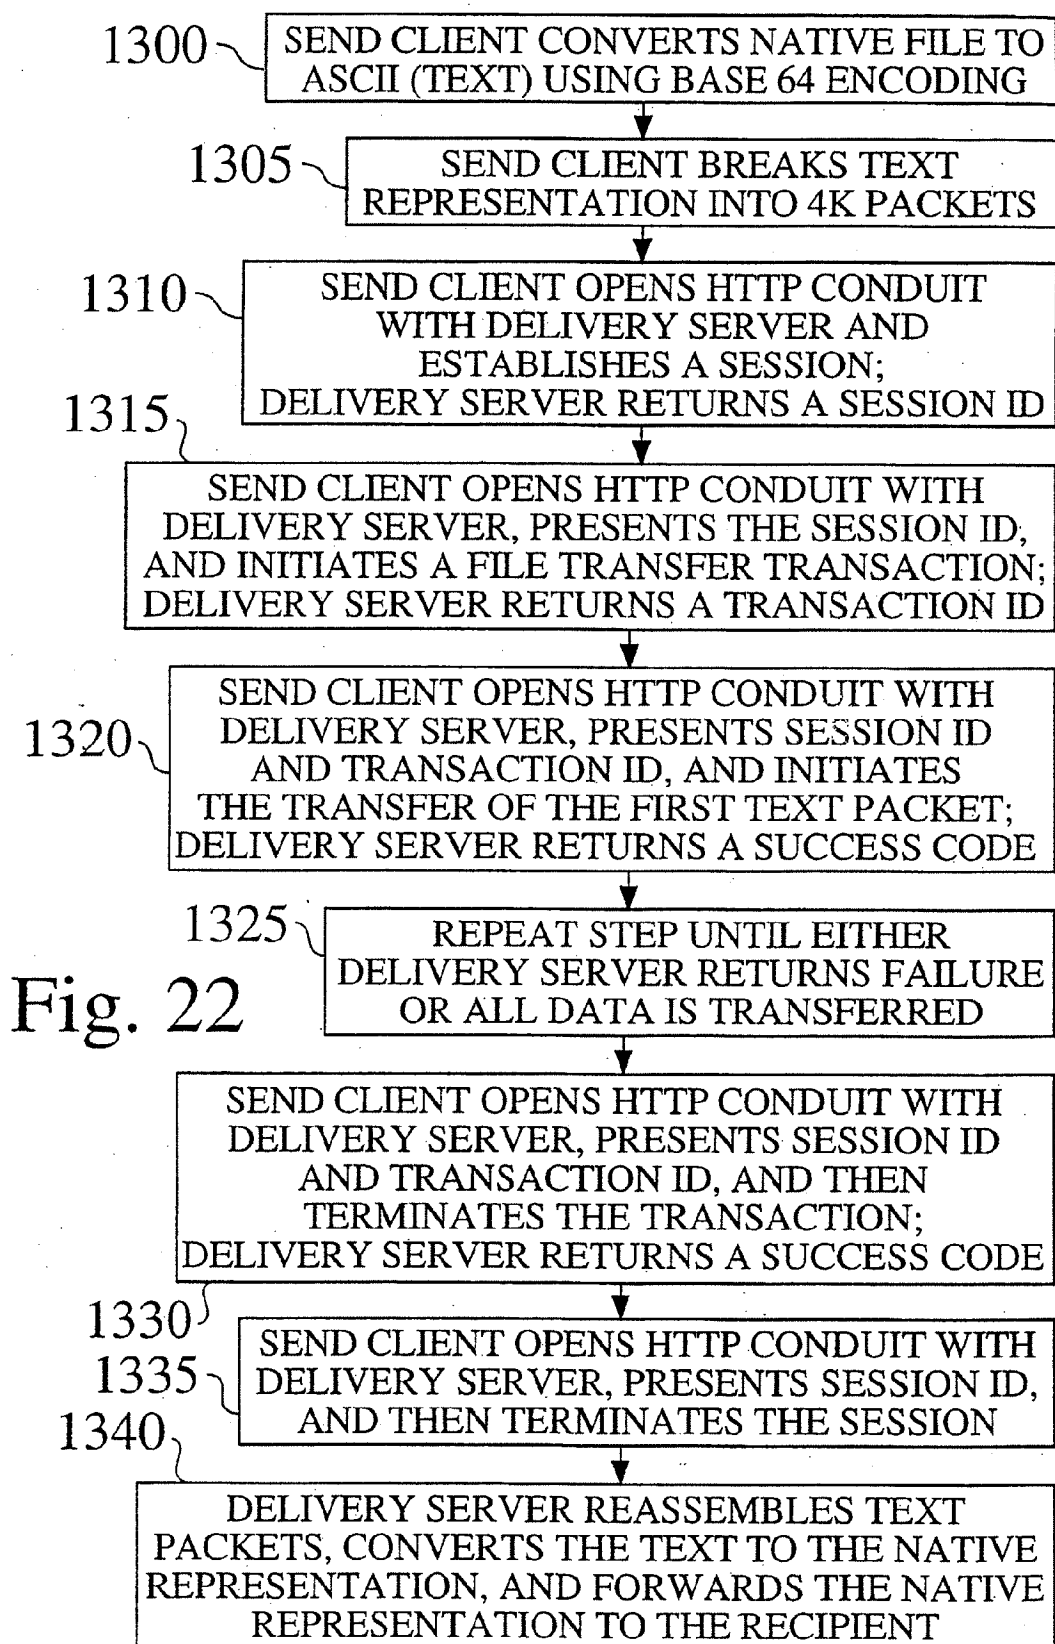 1300
SEND CLIENT CONVERTS NATIVE FILE TO
ASCII (TEXT) USING BASE 64 ENCODING
1305
SEND CLIENT BREAKS TEXT
REPRESENTATION INTO 4K PACKETS
1310
SEND CLIENT OPENS HTTP CONDUIT
WITH DELIVERY SERVER AND
ESTABLISHES A SESSION;
DELIVERY SERVER RETURNS A SESSION ID
1315
SEND CLIENT OPENS HTTP CONDUIT WITH
DELIVERY SERVER, PRESENTS THE SESSION ID,
AND INITIATES A FILE TRANSFER TRANSACTION;
DELIVERY SERVER RETURNS A TRANSACTION ID
1320
SEND CLIENT OPENS HTTP CONDUIT WITH
DELIVERY SERVER, PRESENTS SESSION ID
AND TRANSACTION ID, AND INITIATES
THE TRANSFER OF THE FIRST TEXT PACKET;
DELIVERY SERVER RETURNS A SUCCESS CODE
1325
REPEAT STEP UNTIL EITHER
DELIVERY SERVER RETURNS FAILURE
OR ALL DATA IS TRANSFERRED
Fig. 22
SEND CLIENT OPENS HTTP CONDUIT WITH
DELIVERY SERVER, PRESENTS SESSION ID
AND TRANSACTION ID, AND THEN
TERMINATES THE TRANSACTION;
DELIVERY SERVER RETURNS A SUCCESS CODE
1330
SEND CLIENT OPENS HTTP CONDUIT WITH
DELIVERY SERVER, PRESENTS SESSION ID,
AND THEN TERMINATES THE SESSION
1335
1340
DELIVERY SERVER REASSEMBLES TEXT
PACKETS, CONVERTS THE TEXT TO THE NATIVE
REPRESENTATION, AND FORWARDS THE NATIVE
REPRESENTATION TO THE RECIPIENT